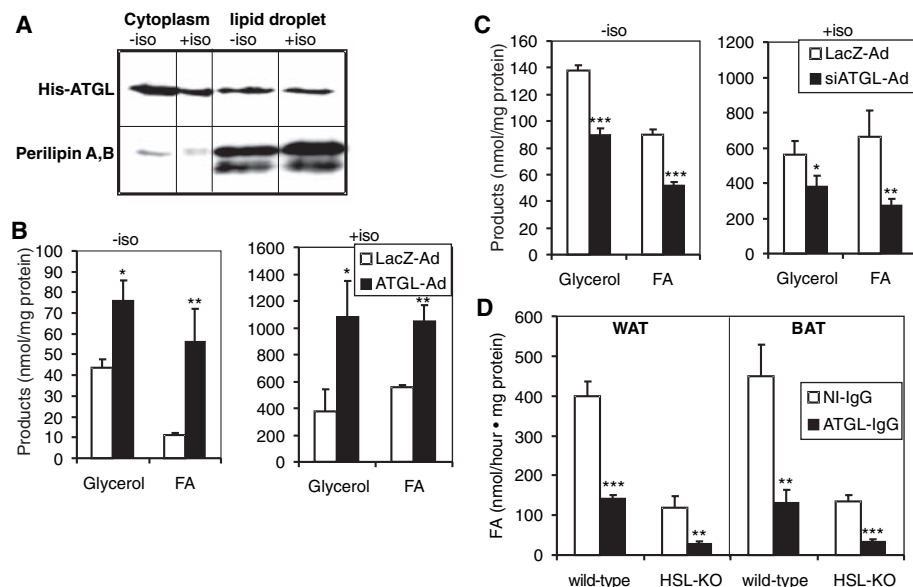 A
Cytoplasm lipid droplet
-iso +iso -iso +iso
His-ATGL
Perilipin A,B
B
-iso
+iso
Products (nmol/mg protein)
100
90
80
70
60
50
40
30
20
10
0
* **
Glycerol FA
1600
1400
1200
1000
800
600
400
200
0
* **
LacZ-Ad
ATGL-Ad
Glycerol FA
C
-iso
+iso
Products (nmol/mg protein)
160
140
120
100
80
60
40
20
0
*** ***
Glycerol FA
1200
1000
800
600
400
200
0
* **
LacZ-Ad
siATGL-Ad
Glycerol FA
D
WAT BAT
FA (nmol/hour • mg protein)
600
500
400
300
200
100
0
*** ** ** ***
NI-IgG
ATGL-IgG
wild-type HSL-KO wild-type HSL-KO